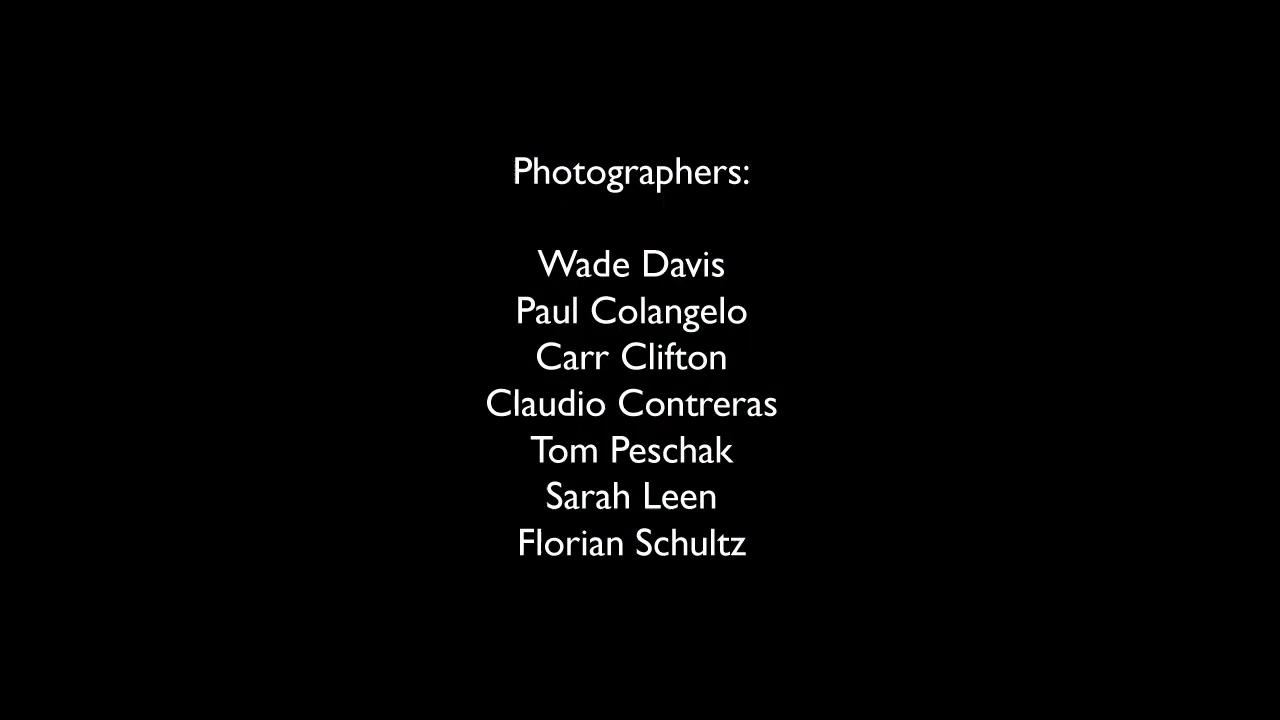 Photographers:
Wade Davis
Paul Colangelo
Carr Clifton
Claudio Contreras
Tom Peschak
Sarah Leen
Florian Schultz